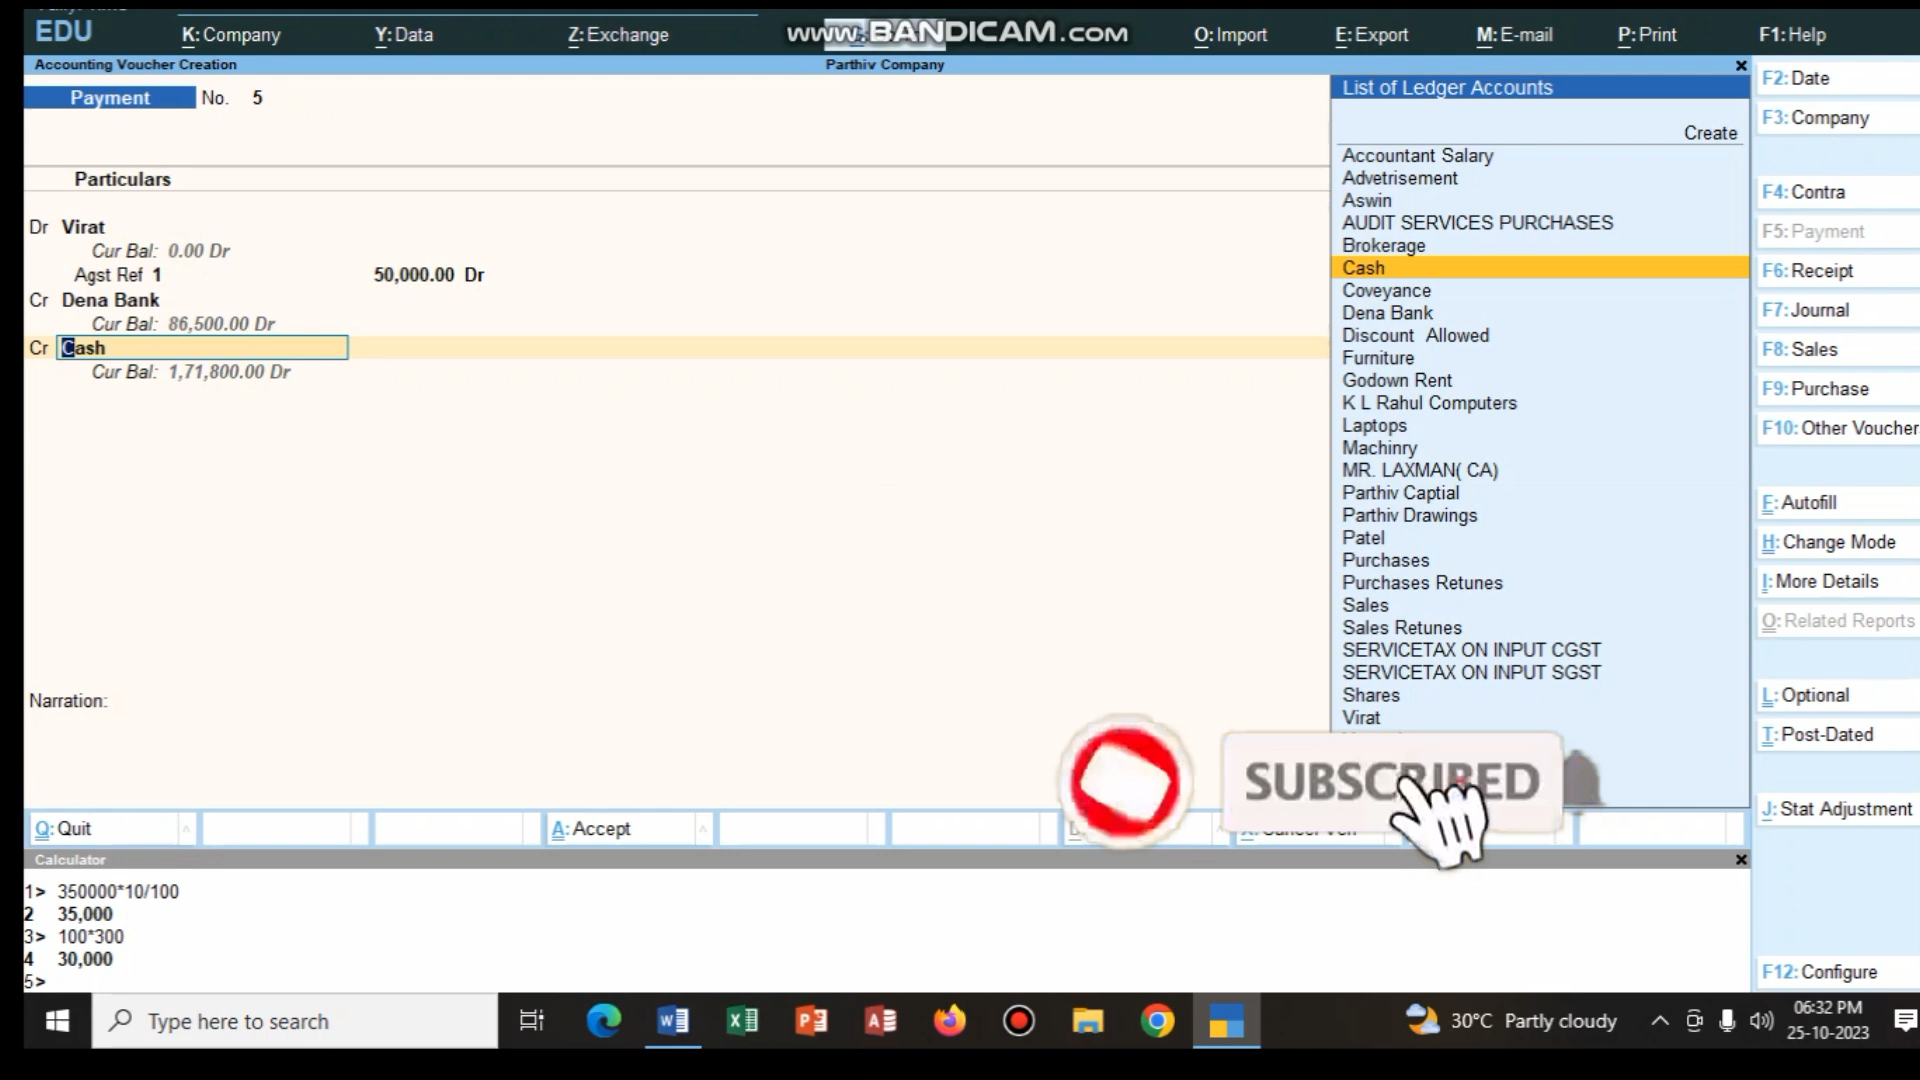 EDU
K: Company
Y: Data
Z: Exchange
www.BANDICAM.com
O: Import
E: Export
M: E-mail
P: Print
F1: Help
Accounting Voucher Creation
Parthiv Company
Payment No. 5
Particulars
Dr Virat
Cur Bal: 0.00 Dr
Agst Ref 1 50,000.00 Dr
Cr Dena Bank
Cur Bal: 86,500.00 Dr
Cr Cash
Cur Bal: 1,71,800.00 Dr
Narration:
List of Ledger Accounts
Create
Accountant Salary
Advetrisement
Aswin
AUDIT SERVICES PURCHASES
Brokerage
Cash
Coveyance
Dena Bank
Discount Allowed
Furniture
Godown Rent
K L Rahul Computers
Laptops
Machinry
MR. LAXMAN( CA)
Parthiv Captial
Parthiv Drawings
Patel
Purchases
Purchases Retunes
Sales
Sales Retunes
SERVICETAX ON INPUT CGST
SERVICETAX ON INPUT SGST
Shares
Virat
SUBSCRIBED
F2: Date
F3: Company
F4: Contra
F5: Payment
F6: Receipt
F7: Journal
F8: Sales
F9: Purchase
F10: Other Voucher
F: Autofill
H: Change Mode
I: More Details
O: Related Reports
L: Optional
T: Post-Dated
J: Stat Adjustment
F12: Configure
Q: Quit
A: Accept
Calculator
1> 350000*10/100
2 35,000
3> 100*300
4 30,000
5>
Type here to search
30°C Partly cloudy
06:32 PM
25-10-2023